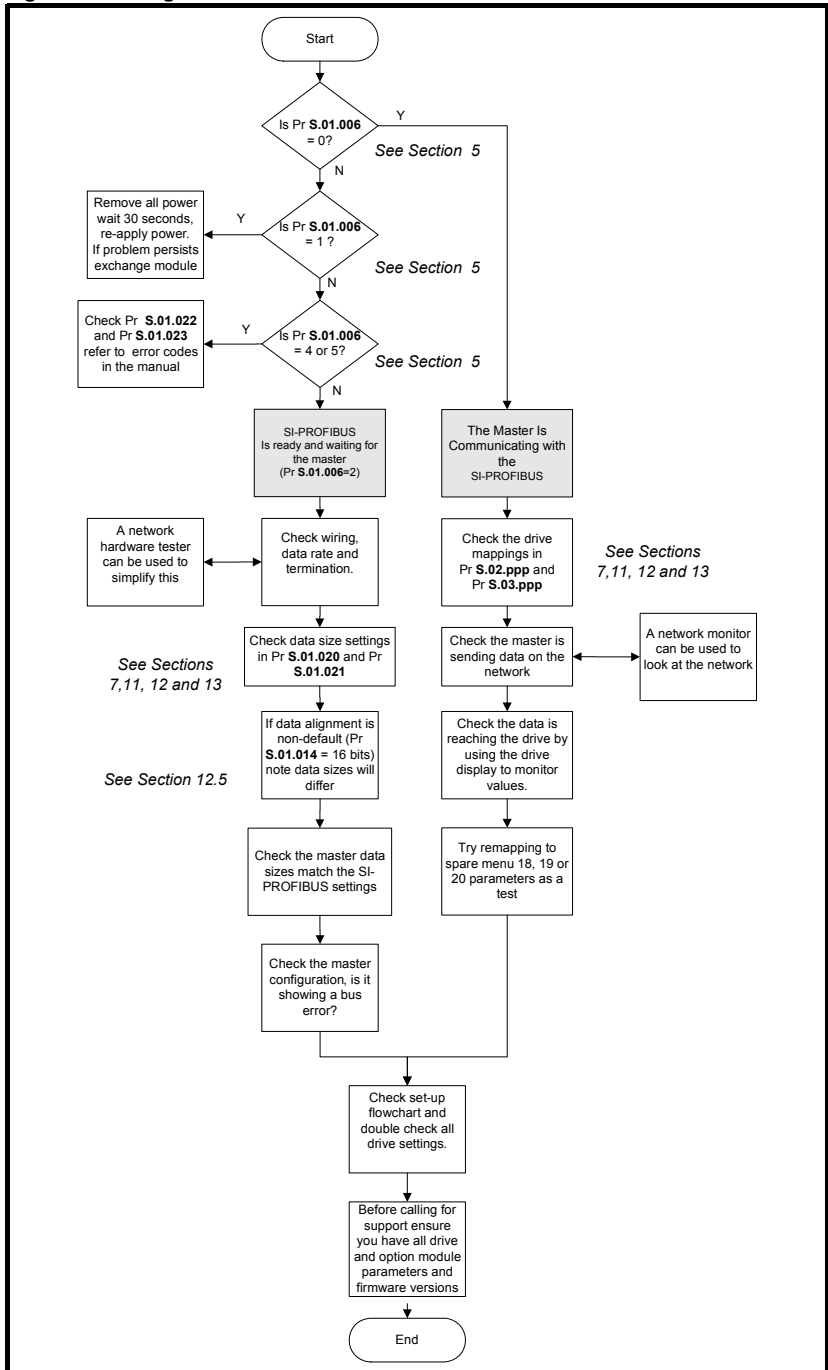 Start
Is Pr S.01.006
= 0?
Y
See Section 5
N
Remove all power
wait 30 seconds,
re-apply power.
If problem persists
exchange module
Y
Is Pr S.01.006
= 1 ?
See Section 5
N
Check Pr S.01.022
and Pr S.01.023
refer to error codes
in the manual
Y
Is Pr S.01.006
= 4 or 5?
See Section 5
N
SI-PROFIBUS
Is ready and waiting for
the master
(Pr S.01.006=2)
The Master Is
Communicating with
the
SI-PROFIBUS
A network
hardware tester
can be used to
simplify this
Check wiring,
data rate and
termination.
Check the drive
mappings in
Pr S.02.ppp and
Pr S.03.ppp
See Sections
7,11, 12 and 13
See Sections
7,11, 12 and 13
Check data size settings
in Pr S.01.020 and Pr
S.01.021
Check the master is
sending data on the
network
A network monitor
can be used to
look at the network
See Section 12.5
If data alignment is
non-default (Pr
S.01.014 = 16 bits)
note data sizes will
differ
Check the data is
reaching the drive by
using the drive
display to monitor
values.
Check the master data
sizes match the SI-
PROFIBUS settings
Try remapping to
spare menu 18, 19 or
20 parameters as a
test
Check the master
configuration, is it
showing a bus
error?
Check set-up
flowchart and
double check all
drive settings.
Before calling for
support ensure
you have all drive
and option module
parameters and
firmware versions
End